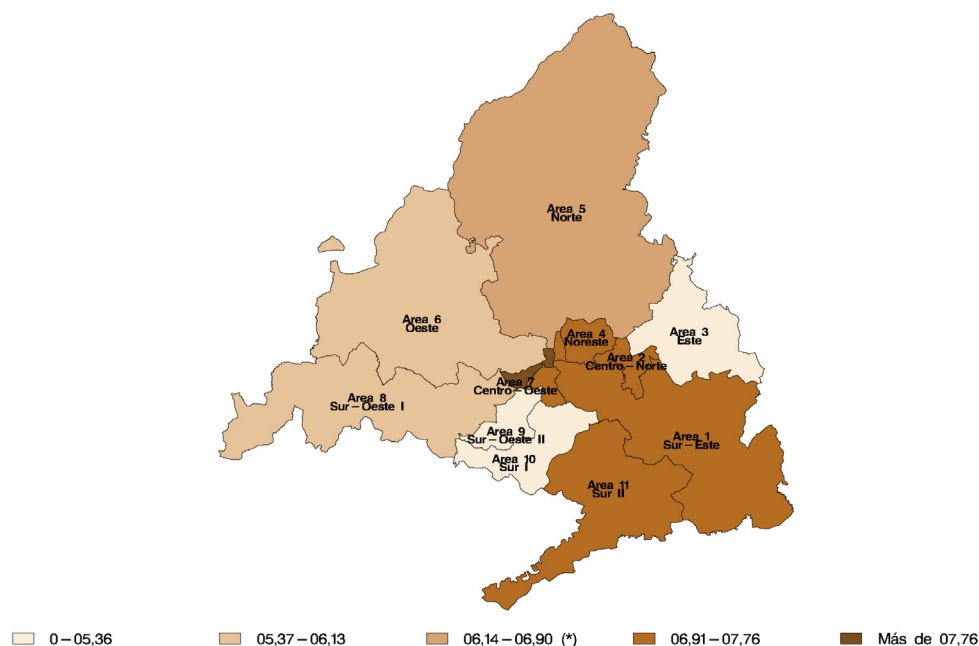 Area 5
Norte
Area 6
Oeste
Area 4
Noreste
Area 3
Este
Area 2
Centro-Norte
Area 7
Centro-Oeste
Area 8
Sur-Oeste I
Area 9
Sur-Oeste II
Area 1
Sur-Este
Area 10
Sur I
Area 11
Sur II
0-05,36
05,37-06,13
06,14-06,90 (*)
06,91-07,76
Más de 07,76